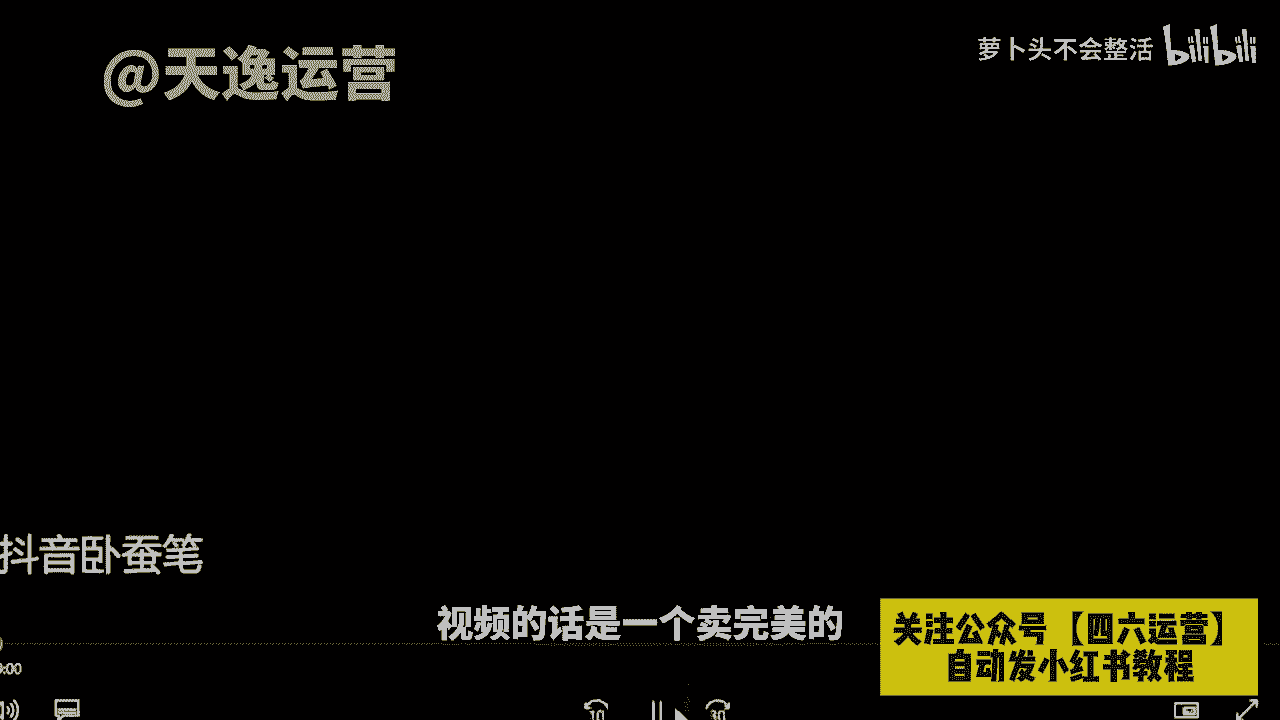 @天逸运营
萝卜头不会整活 bilibili
抖音卧蚕笔
视频的话是一个卖完美的
关注公众号【四六运营】
自动发小红书教程
0:00
10
30